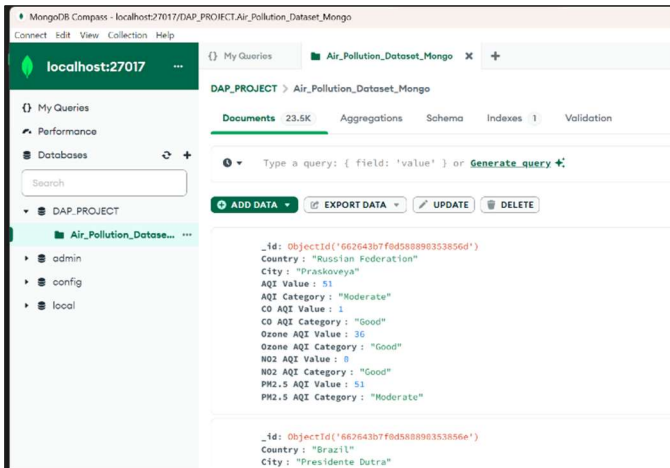 MongoDB Compass - localhost:27017/DAP_PROJECT.Air_Pollution_Dataset_Mongo
Connect Edit View Collection Help
localhost:27017 ...
{} My Queries
Performance
Databases
Search
DAP_PROJECT
Air_Pollution_Datase... ...
admin
config
local
{} My Queries
Air_Pollution_Dataset_Mongo
DAP_PROJECT > Air_Pollution_Dataset_Mongo
Documents 23.5K Aggregations Schema Indexes 1 Validation
Type a query: { field: 'value' } or Generate query
ADD DATA EXPORT DATA UPDATE DELETE
_id: ObjectId('662643b7f0d580890353856d')
Country : "Russian Federation"
City : "Praskoveya"
AQI Value : 51
AQI Category : "Moderate"
CO AQI Value : 1
CO AQI Category : "Good"
Ozone AQI Value : 36
Ozone AQI Category : "Good"
NO2 AQI Value : 0
NO2 AQI Category : "Good"
PM2.5 AQI Value : 51
PM2.5 AQI Category : "Moderate"
_id: ObjectId('662643b7f0d580890353856e')
Country : "Brazil"
City : "Presidente Dutra"